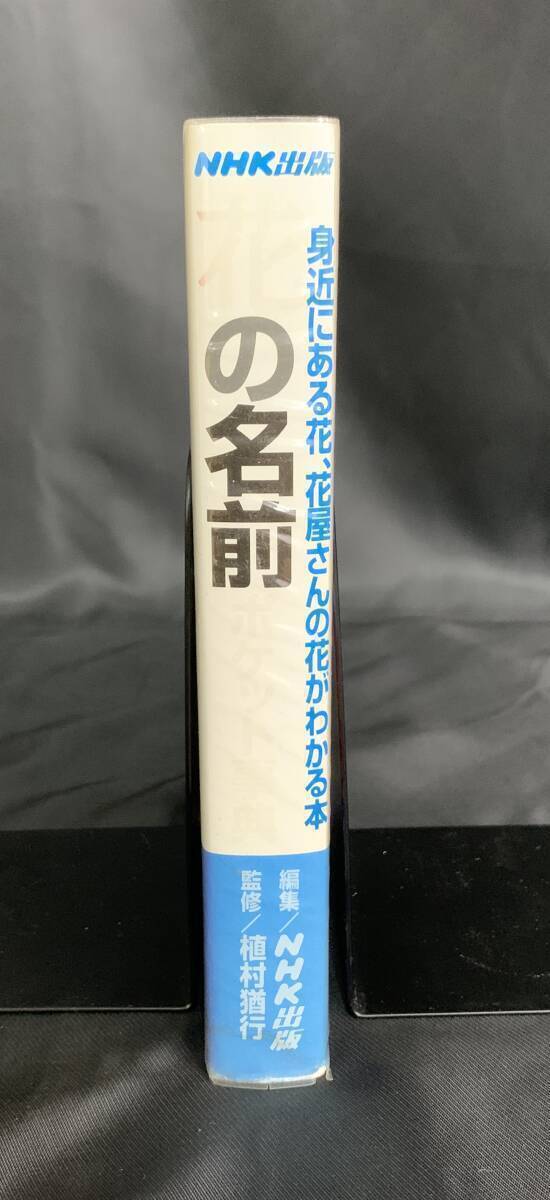 NHK出版
身近にある花、花屋さんの花がわかる本
花の名前
編集/NHK出版
監修/植村猶行